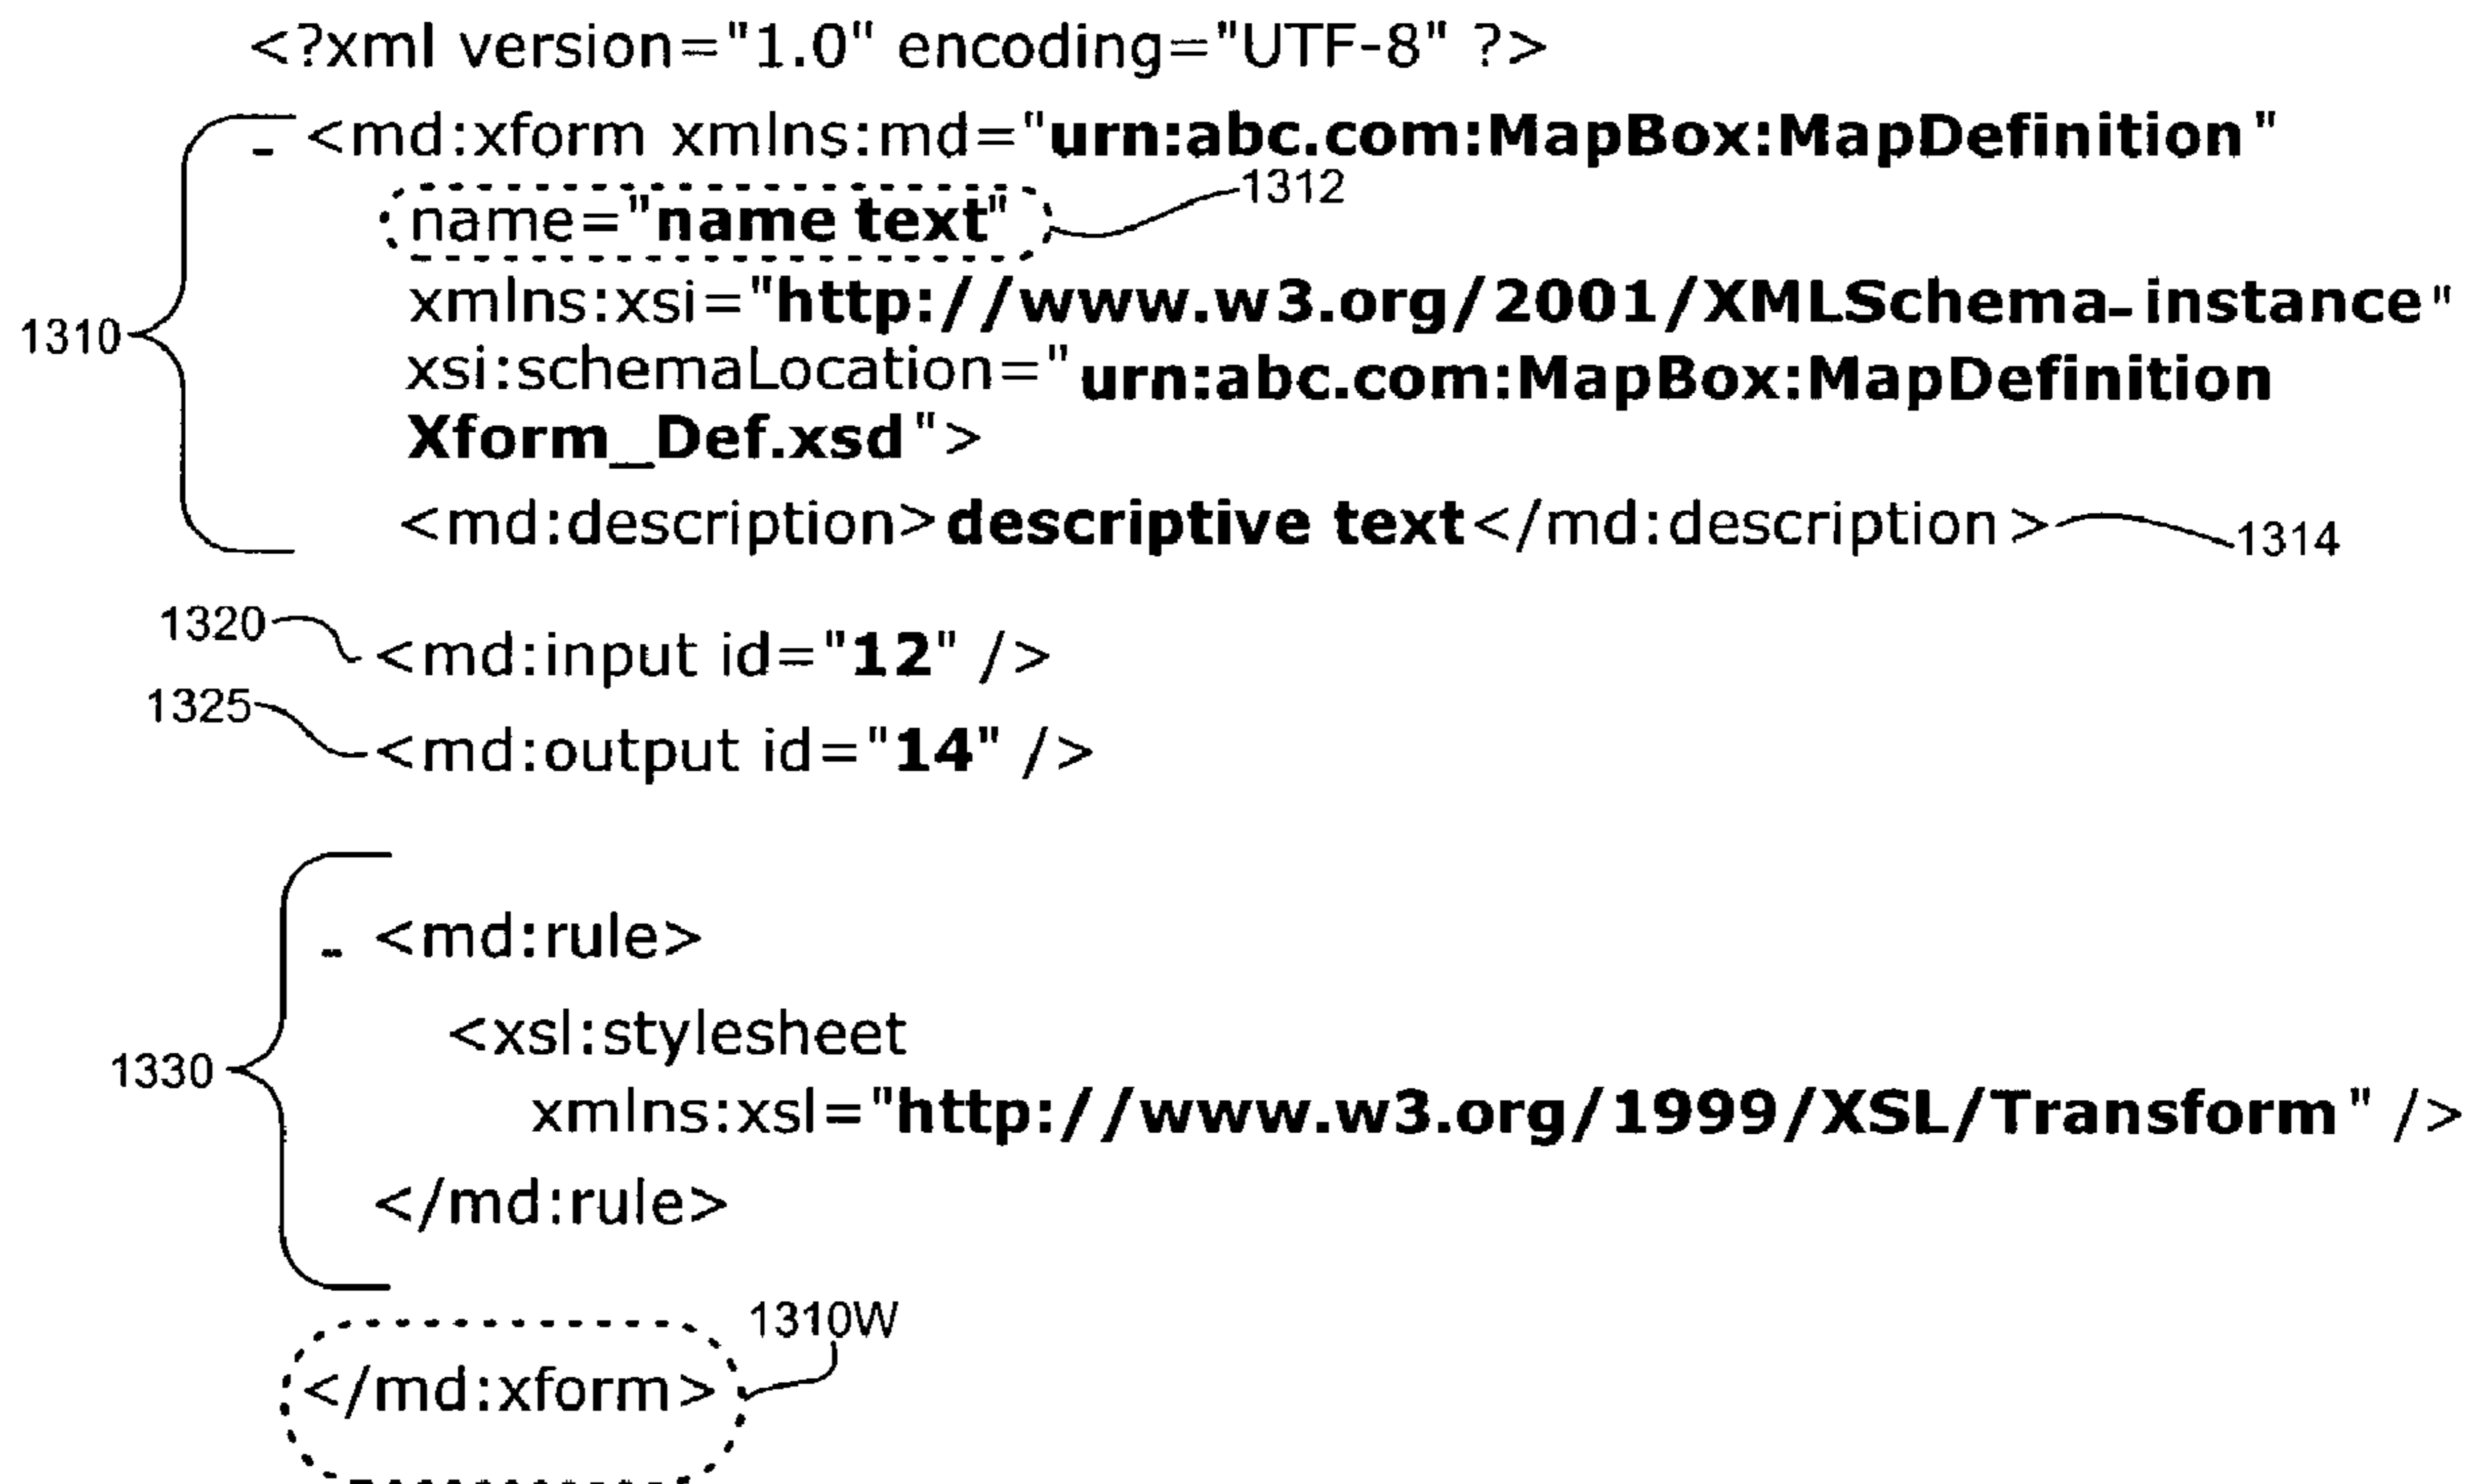 <?xml version="1.0" encoding="UTF-8" ?>
- <md:xform xmlns:md="urn:abc.com:MapBox:MapDefinition"
name="name text" 1312
xmlns:xsi="http://www.w3.org/2001/XMLSchema-instance"
1310
xsi:schemaLocation="urn:abc.com:MapBox:MapDefinition
Xform_Def.xsd">
<md:description>descriptive text</md:description> 1314
1320 <md:input id="12" />
1325 <md:output id="14" />
- <md:rule>
<xsl:stylesheet
1330
xmlns:xsl="http://www.w3.org/1999/XSL/Transform" />
</md:rule>
1310W
</md:xform>